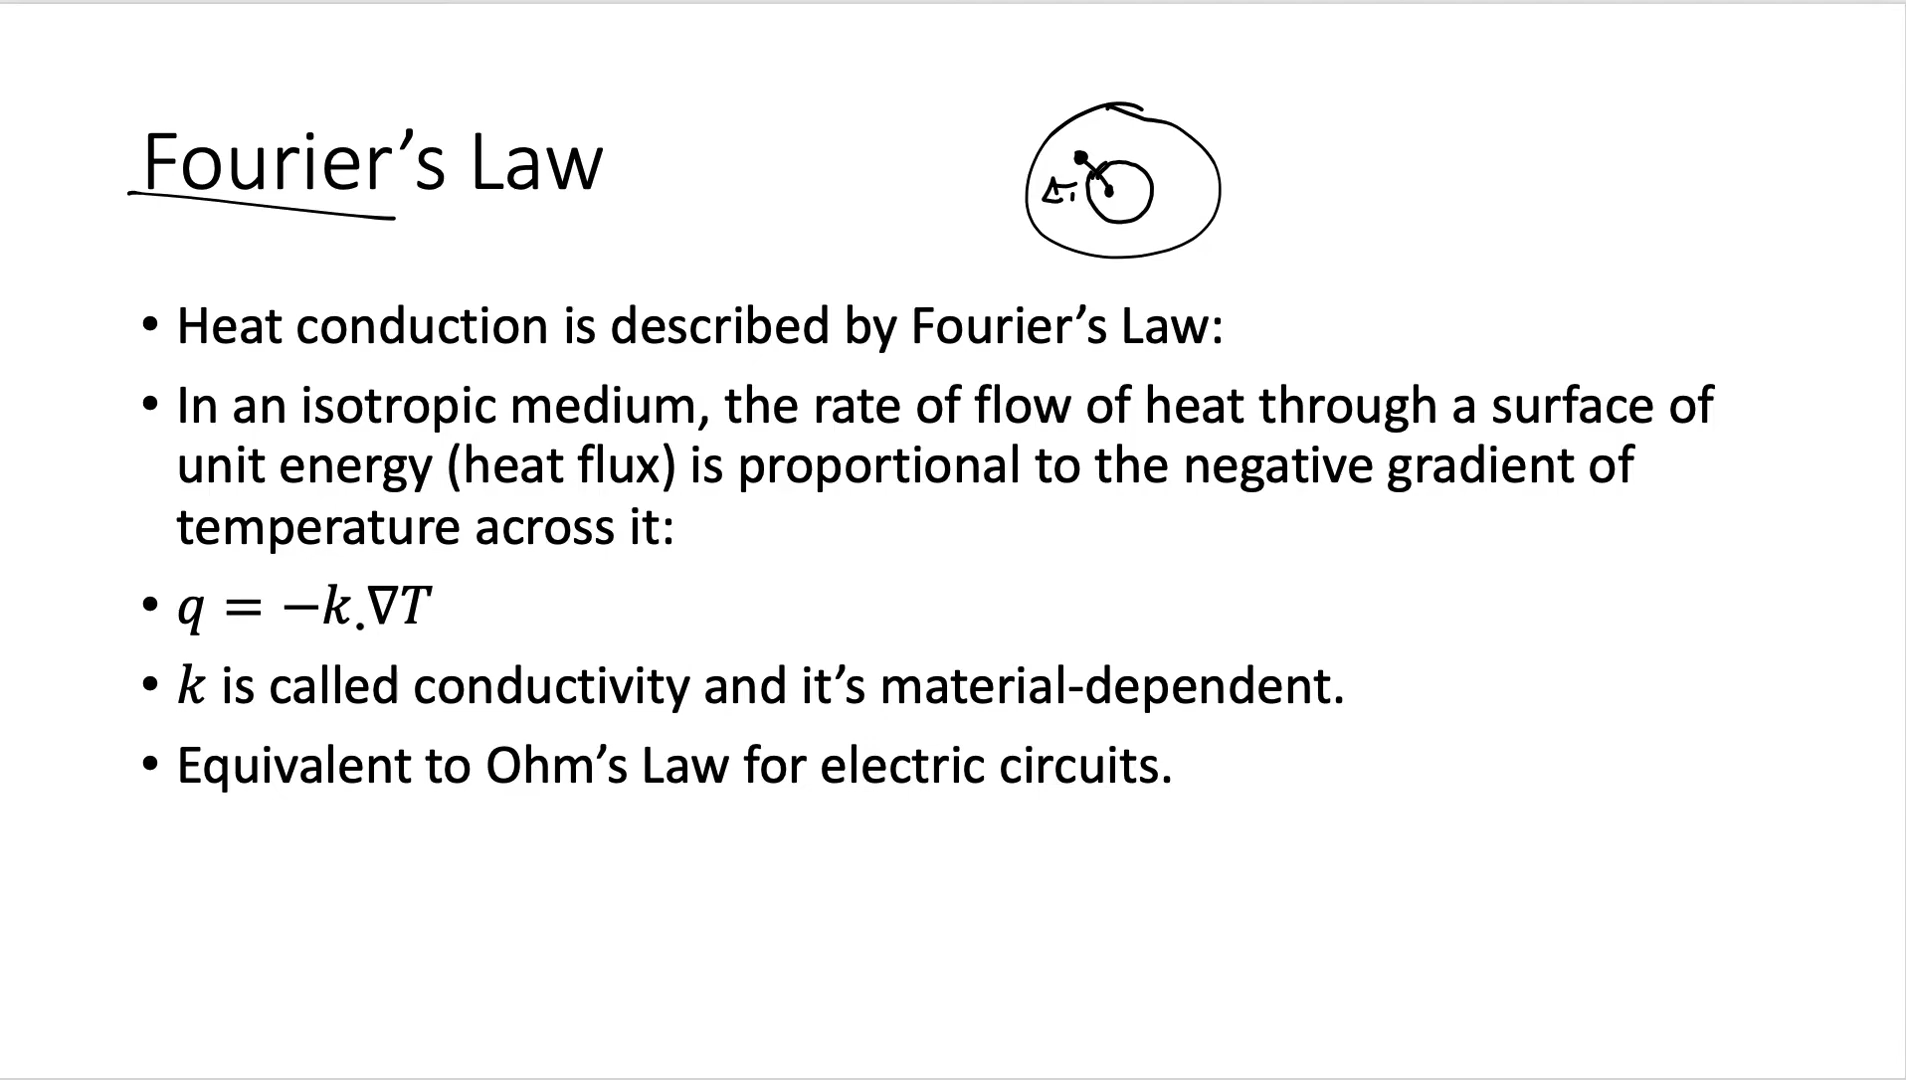 Fourier’s Law
• Heat conduction is described by Fourier’s Law:
• In an isotropic medium, the rate of flow of heat through a surface of
unit energy (heat flux) is proportional to the negative gradient of
temperature across it:
• q = −k.∇T
• k is called conductivity and it’s material-dependent.
• Equivalent to Ohm’s Law for electric circuits.